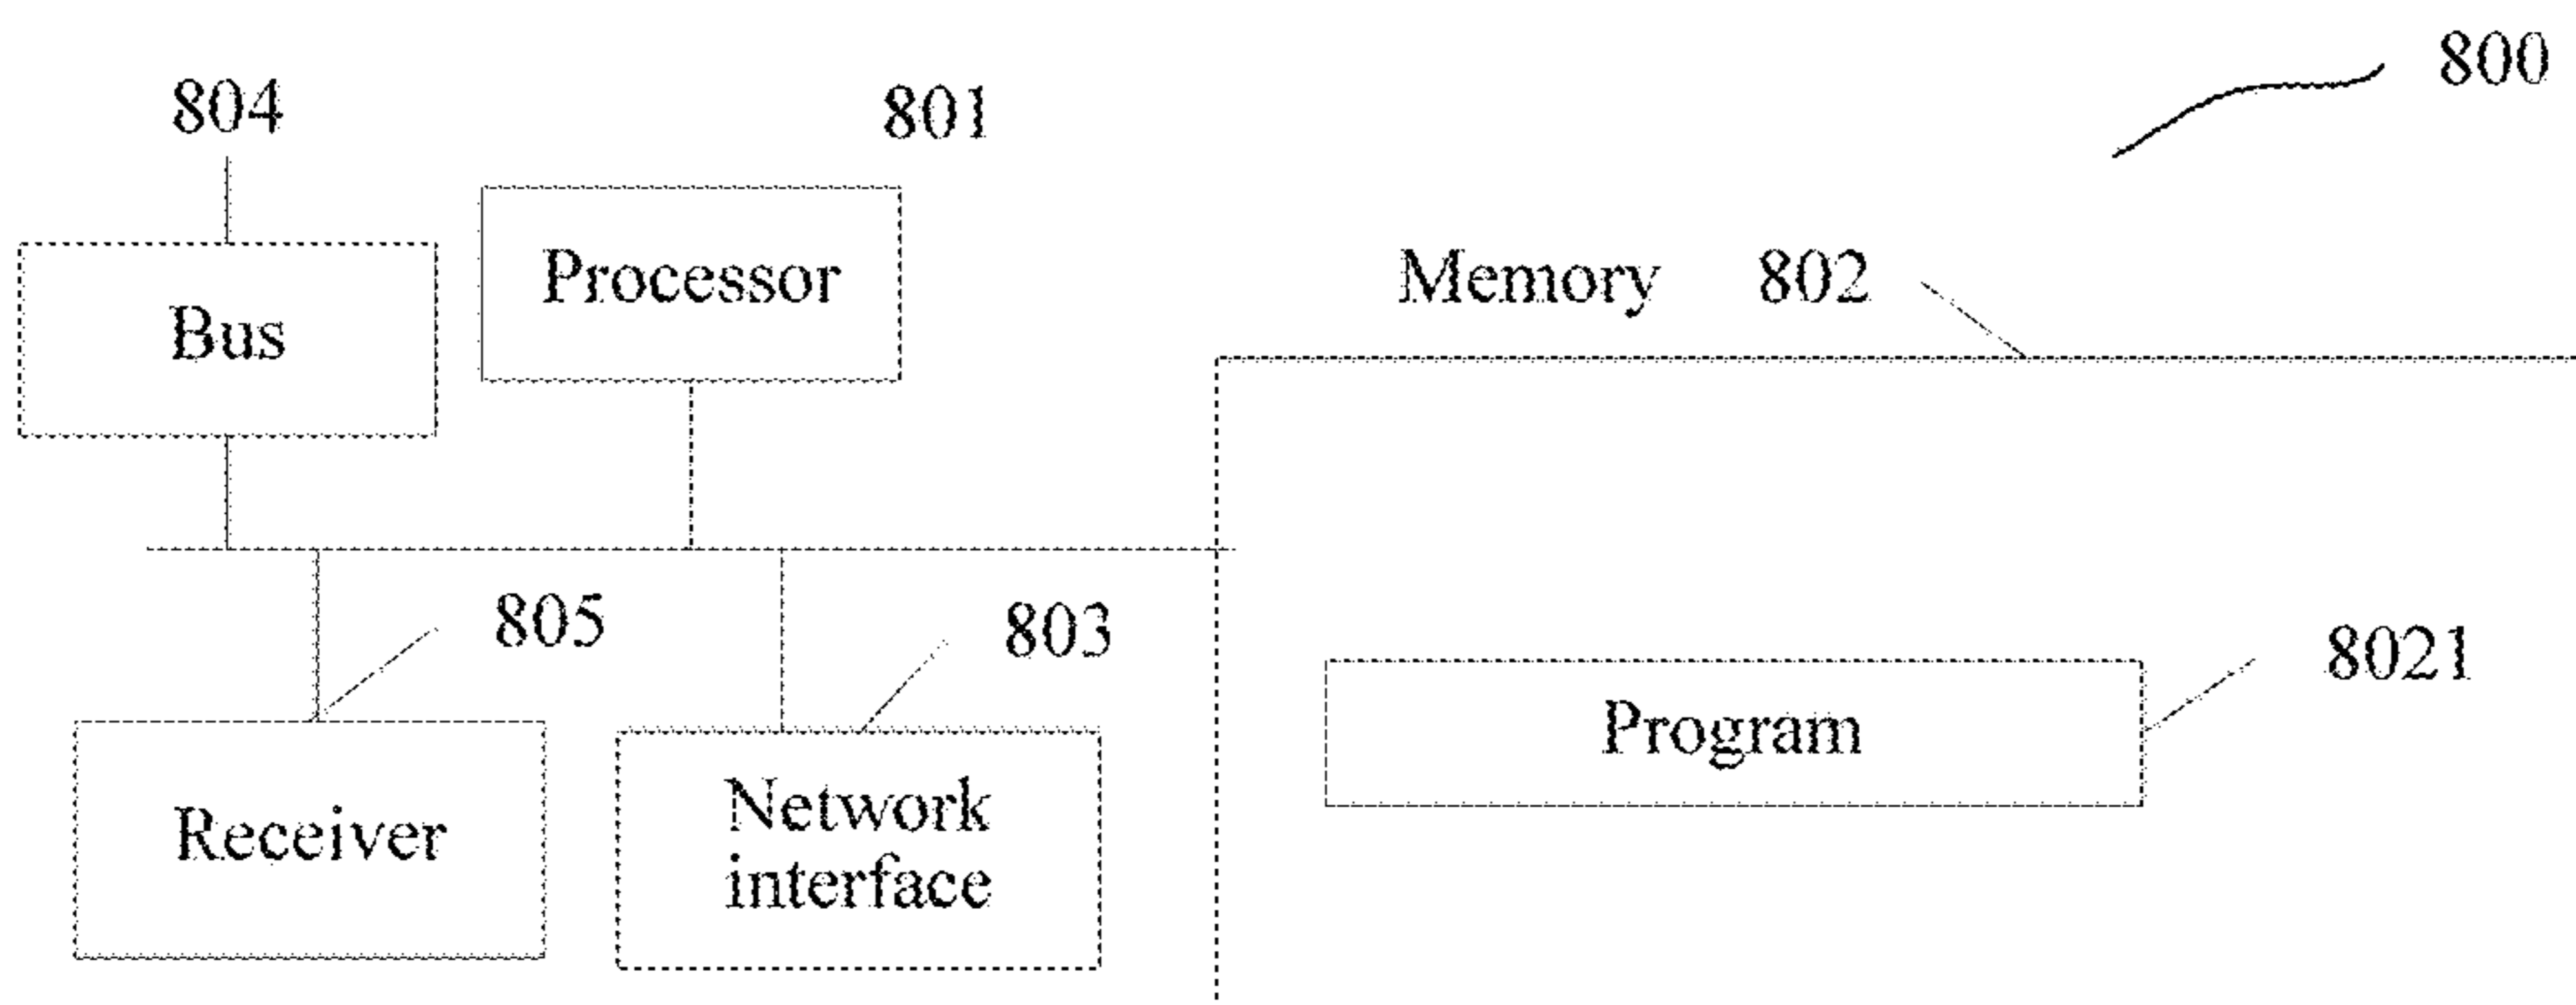 800
804
801
Processor
Memory 802
Bus
805
803
8021
Program
Network
interface
Receiver